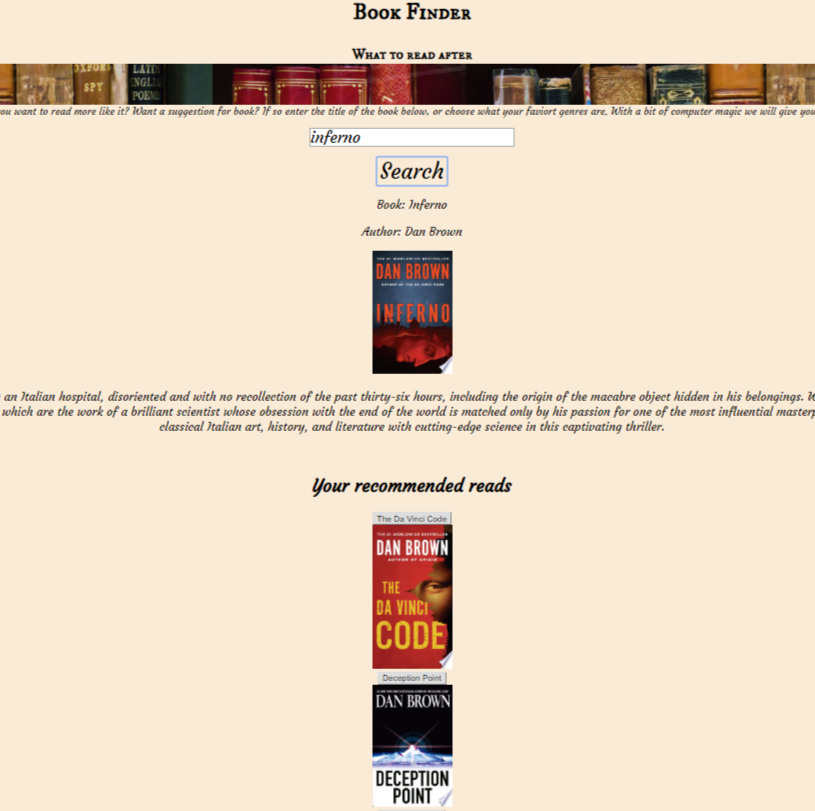 Book Finder
What to read after
OXFORD
SPY
LATIN
ENGLI
POEMS
ou want to read more like it? Want a suggestion for book? If so enter the title of the book below, or choose what your faviort genres are. With a bit of computer magic we will give you
inferno
Search
Book: Inferno
Author: Dan Brown
THE #1 WORLDWIDE BESTSELLER
DAN BROWN
AUTHOR OF THE DA VINCI CODE
INFERNO
an Italian hospital, disoriented and with no recollection of the past thirty-six hours, including the origin of the macabre object hidden in his belongings. W
which are the work of a brilliant scientist whose obsession with the end of the world is matched only by his passion for one of the most influential masterp
classical Italian art, history, and literature with cutting-edge science in this captivating thriller.
Your recommended reads
The Da Vinci Code
THE #1 WORLDWIDE BESTSELLER
DAN BROWN
AUTHOR OF ORIGIN
THE
DA VINCI
CODE
Deception Point
DAN BROWN
DECEPTION
POINT